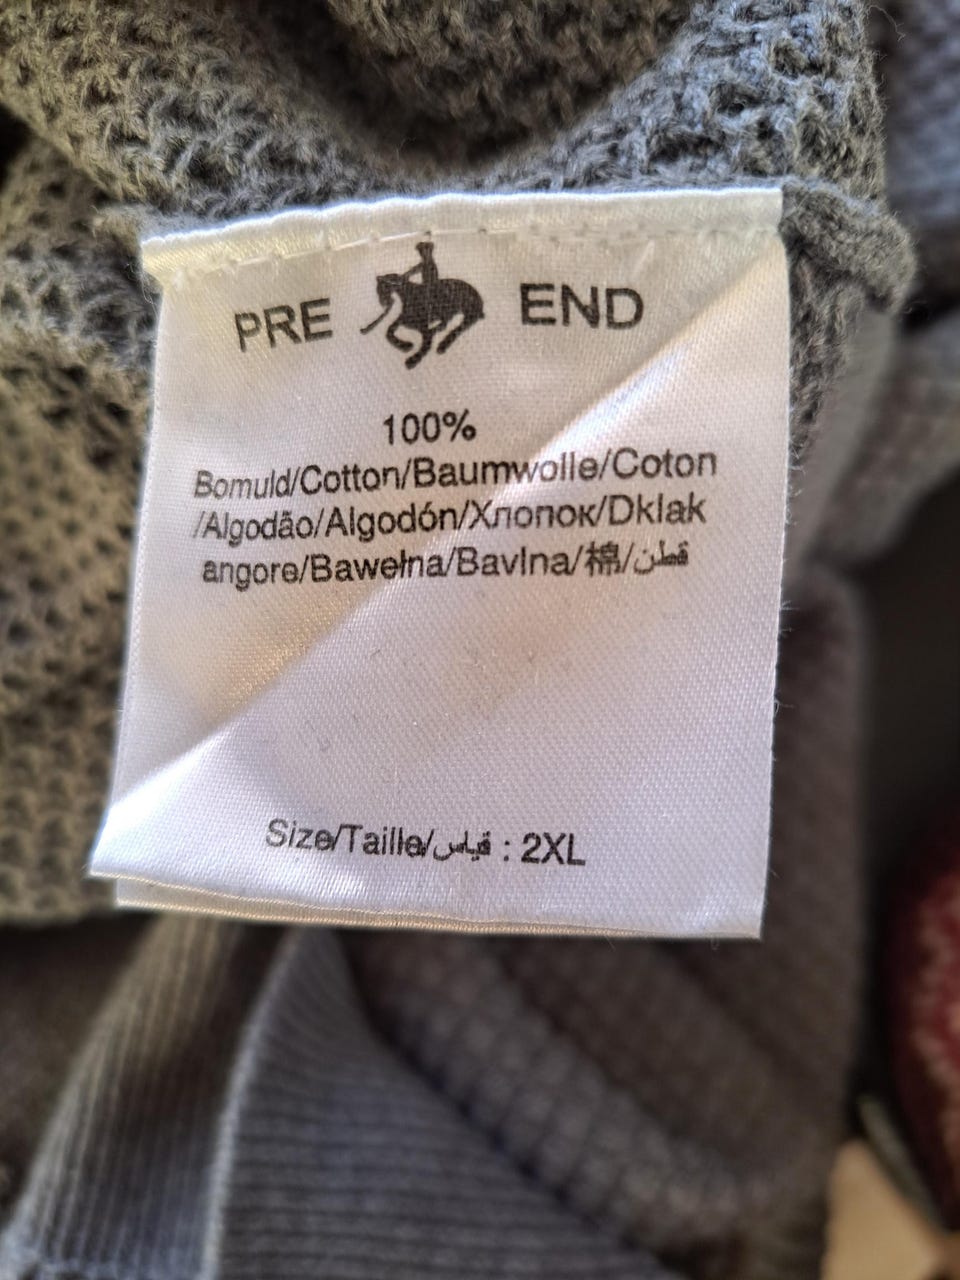 PRE END
100%
Bomuld/Cotton/Baumwolle/Coton
/Algodão/Algodón/Хлопок/Dklak
angore/Bawełna/Bavlna/棉/قطن
Size/Taille/قياس : 2XL